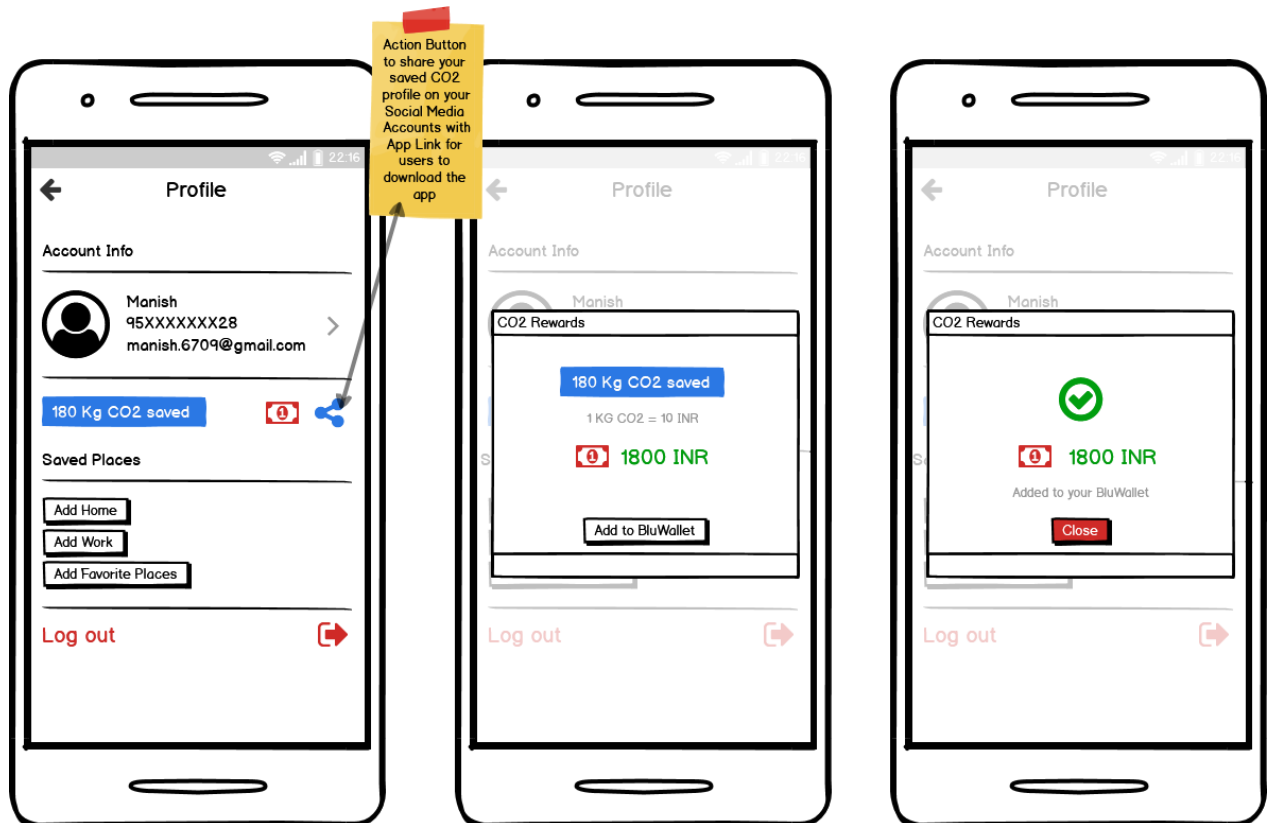 Action Button
to share your
saved CO2
profile on your
Social Media
Accounts with
App Link for
users to
download the
app
22:16
Profile
Account Info
Manish
95XXXXXXX28
manish.6709@gmail.com
180 Kg CO2 saved
1
Saved Places
Add Home
Add Work
Add Favorite Places
Log out
22:16
Profile
Account Info
Manish
CO2 Rewards
180 Kg CO2 saved
1 KG CO2 = 10 INR
1
1800 INR
S
Add to BluWallet
Log out
22:16
Profile
Account Info
Manish
CO2 Rewards
1
1800 INR
Sa
Added to your BluWallet
Close
Log out